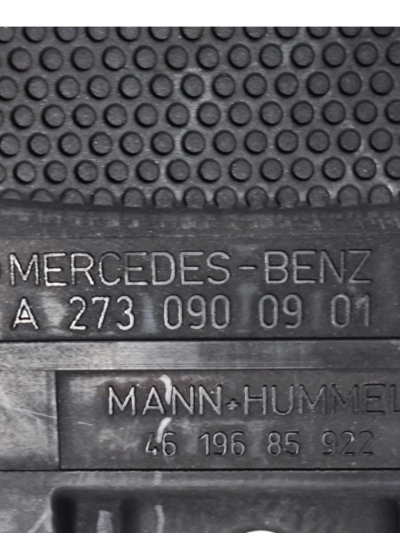 MERCEDES-BENZ
A 273 090 09 01
MANN+HUMMEL
46 196 85 922